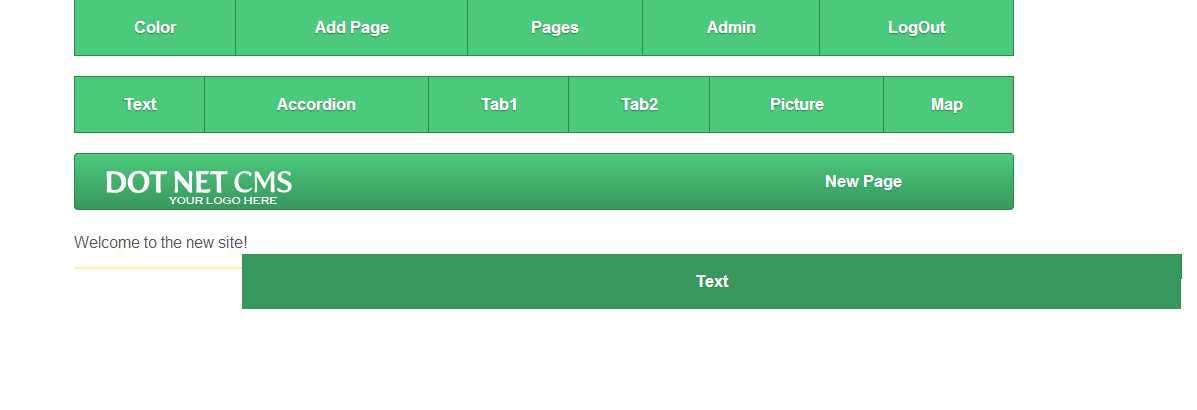 Color Add Page Pages Admin LogOut
Text Accordion Tab1 Tab2 Picture Map
DOT NET CMS New Page
YOUR LOGO HERE
Welcome to the new site!
Text